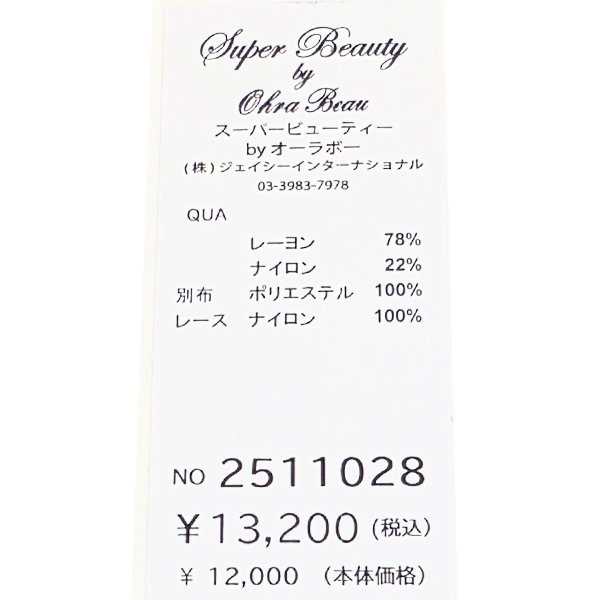 Super Beauty
by
Ohra Beau
スーパービューティー
by オーラボー
(株)ジェイシーインターナショナル
03-3983-7978
QUA
レーヨン 78%
ナイロン 22%
別布 ポリエステル 100%
レース ナイロン 100%
NO 2511028
¥13,200(税込)
¥ 12,000 (本体価格)